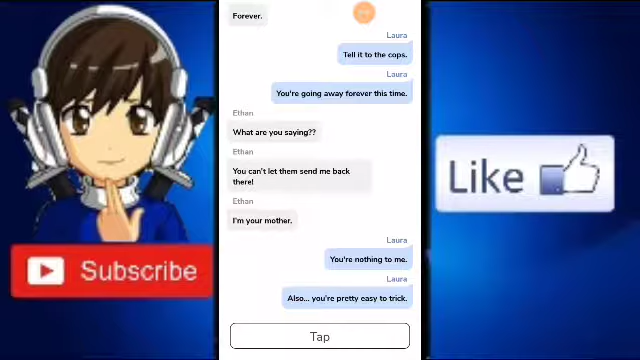 Forever.
Laura
Tell it to the cops.
Laura
You're going away forever this time.
Ethan
What are you saying??
Ethan
You can't let them send me back
there!
Ethan
I'm your mother.
Laura
You're nothing to me.
Laura
Also... you're pretty easy to trick.
Tap
Subscribe
Like